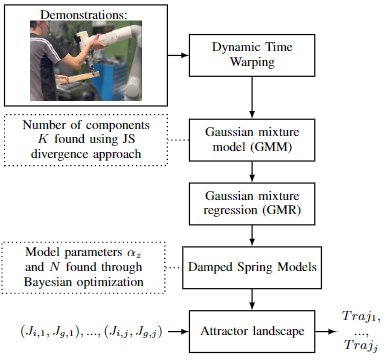 Demonstrations:
Dynamic Time
Warping
Number of components
K found using JS
divergence approach
Gaussian mixture
model (GMM)
Gaussian mixture
regression (GMR)
Model parameters α_z
and N found through
Bayesian optimization
Damped Spring Models
(J_{i,1}, J_{g,1}), ..., (J_{i,j}, J_{g,j})
Attractor landscape
Traj_1,
...,
Traj_j